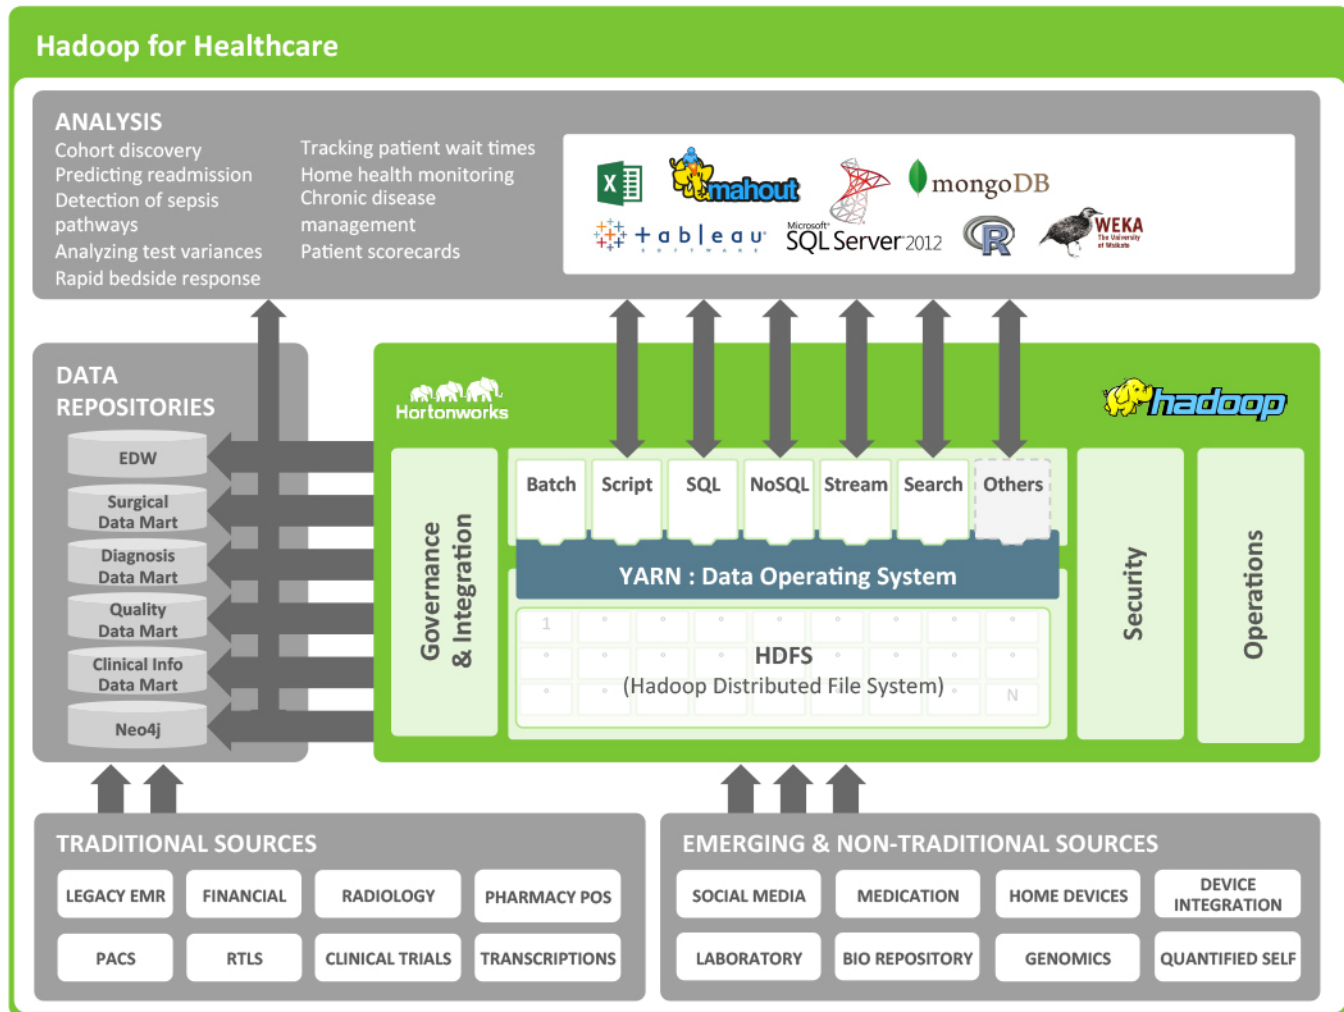 Hadoop for Healthcare
ANALYSIS
Cohort discovery
Predicting readmission
Detection of sepsis
pathways
Analyzing test variances
Rapid bedside response
Tracking patient wait times
Home health monitoring
Chronic disease
management
Patient scorecards
mahout
mongoDB
+ a b l e a u
S O F T W A R E
Microsoft
SQL Server 2012
R
WEKA
The University
of Waikato
DATA
REPOSITORIES
EDW
Surgical
Data Mart
Diagnosis
Data Mart
Quality
Data Mart
Clinical Info
Data Mart
Neo4j
Hortonworks
hadoop
Governance
& Integration
Batch
Script
SQL
NoSQL
Stream
Search
Others
YARN : Data Operating System
1
HDFS
(Hadoop Distributed File System)
N
Security
Operations
TRADITIONAL SOURCES
LEGACY EMR
FINANCIAL
RADIOLOGY
PHARMACY POS
PACS
RTLS
CLINICAL TRIALS
TRANSCRIPTIONS
EMERGING & NON-TRADITIONAL SOURCES
SOCIAL MEDIA
MEDICATION
HOME DEVICES
DEVICE
INTEGRATION
LABORATORY
BIO REPOSITORY
GENOMICS
QUANTIFIED SELF